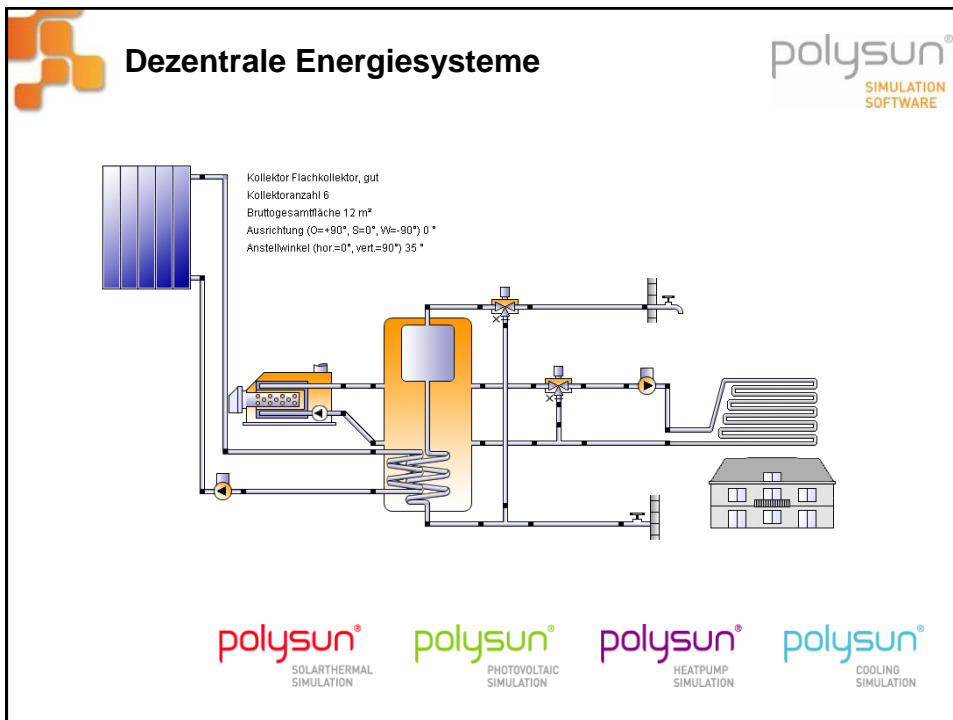 Dezentrale Energiesysteme
polysun®
SIMULATION
SOFTWARE
Kollektor Flachkollektor, gut
Kollektoranzahl 6
Bruttogesamtfläche 12 m²
Ausrichtung (O=+90°, S=0°, W=-90°) 0 °
Anstellwinkel (hor.=0°, vert.=90°) 35 °
polysun®
SOLARTHERMAL
SIMULATION
polysun®
PHOTOVOLTAIC
SIMULATION
polysun®
HEATPUMP
SIMULATION
polysun®
COOLING
SIMULATION